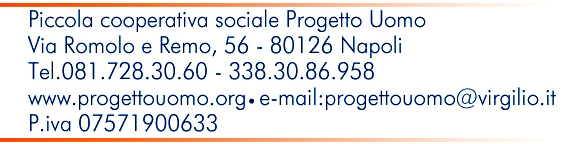 Piccola cooperativa sociale Progetto Uomo
Via Romolo e Remo, 56 - 80126 Napoli
Tel.081.728.30.60 - 338.30.86.958
www.progettouomo.org• e-mail:progettouomo@virgilio.it
P.iva 07571900633